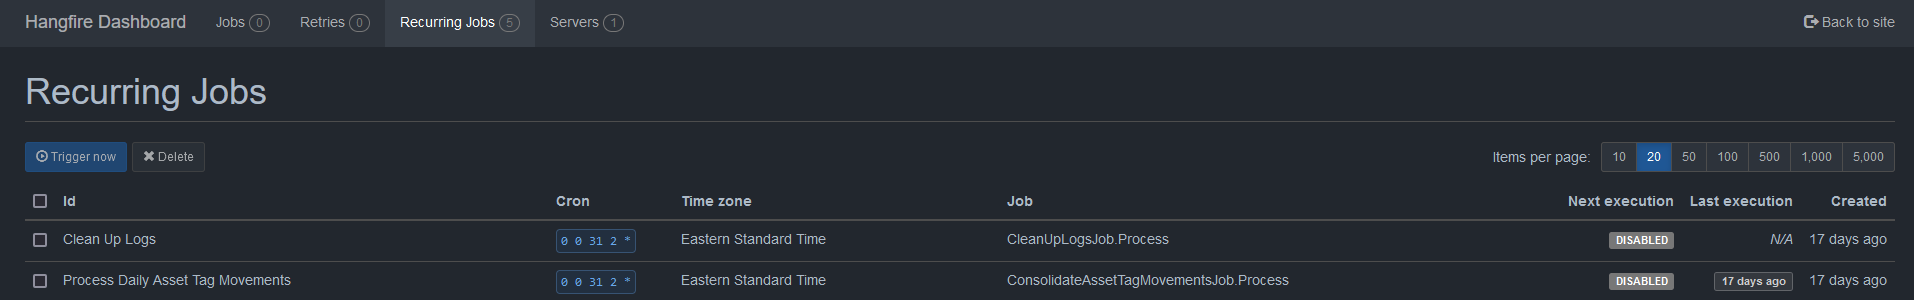 Hangfire Dashboard Jobs 0 Retries 0 Recurring Jobs 5 Servers 1 Back to site
Recurring Jobs
Trigger now Delete Items per page: 10 20 50 100 500 1,000 5,000
Id Cron Time zone Job Next execution Last execution Created
Clean Up Logs 0 0 31 2 * Eastern Standard Time CleanUpLogsJob.Process DISABLED N/A 17 days ago
Process Daily Asset Tag Movements 0 0 31 2 * Eastern Standard Time ConsolidateAssetTagMovementsJob.Process DISABLED 17 days ago 17 days ago